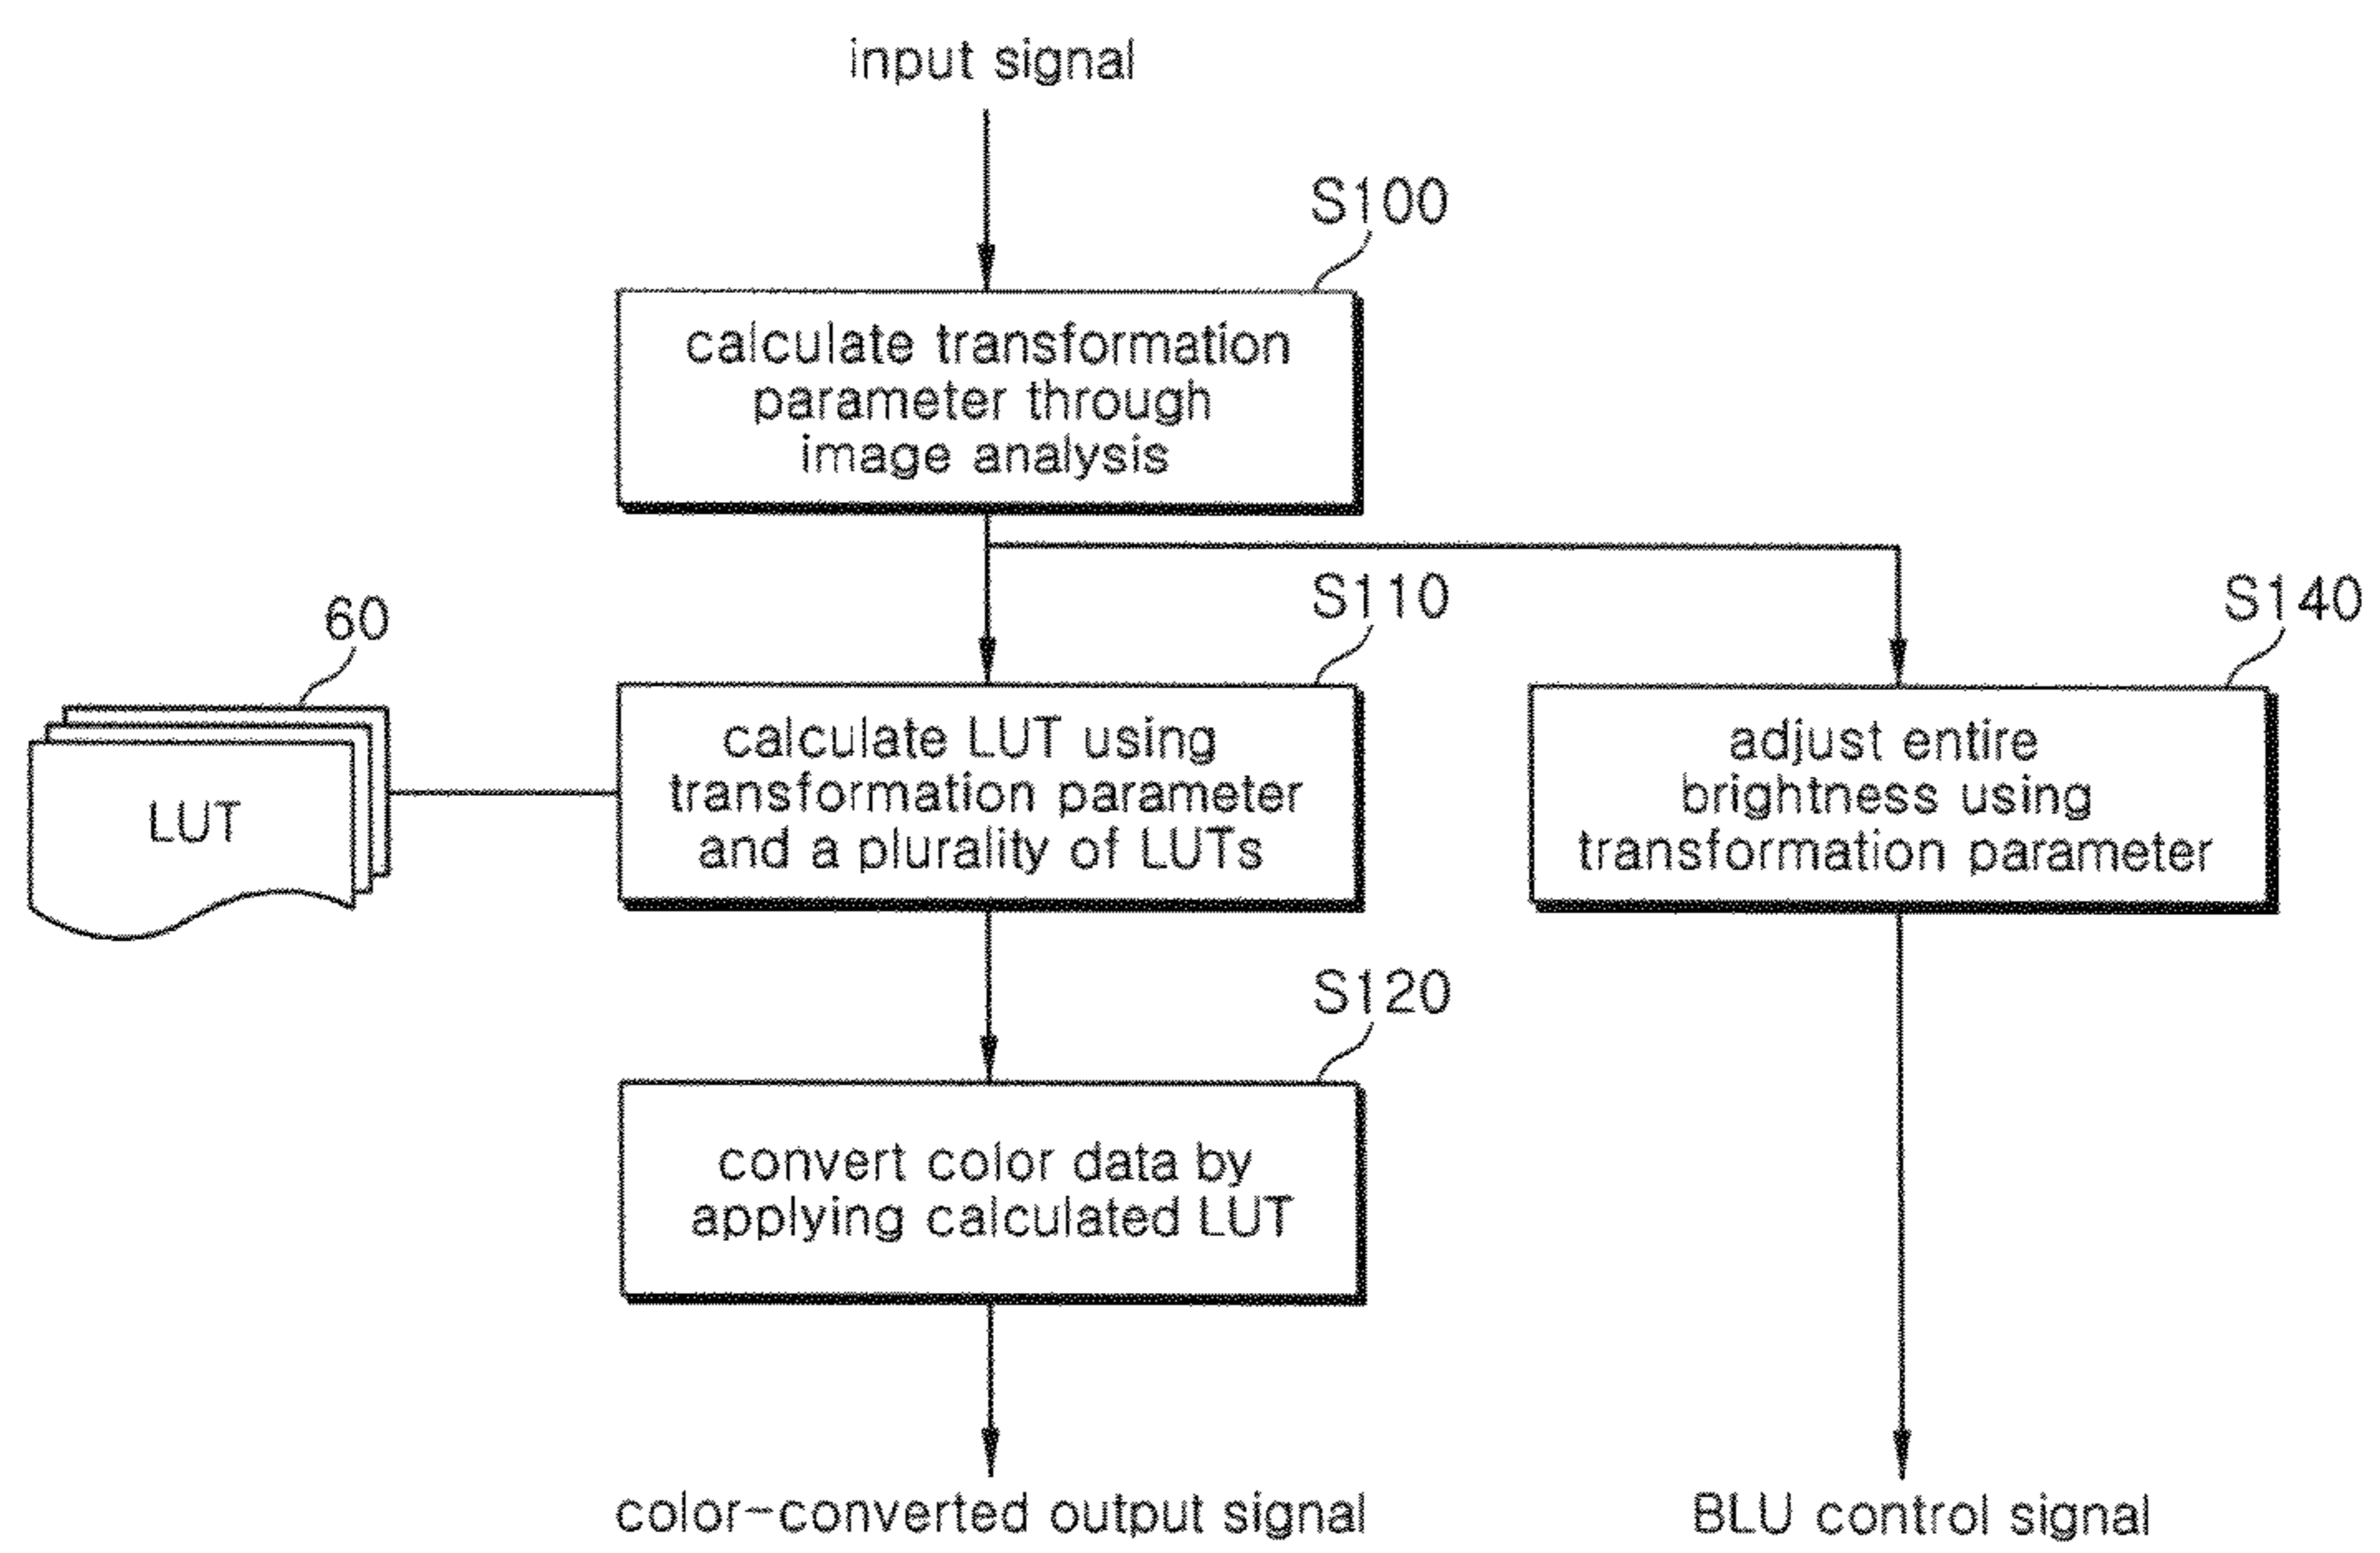 input signal
S100
calculate transformation
parameter through
image analysis
60
S110
S140
LUT
calculate LUT using
transformation parameter
and a plurality of LUTs
adjust entire
brightness using
transformation parameter
S120
convert color data by
applying calculated LUT
color-converted output signal
BLU control signal